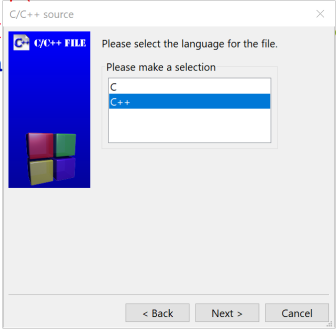 C/C++ source
C/C++ FILE
Please select the language for the file.
Please make a selection
C
C++
< Back
Next >
Cancel